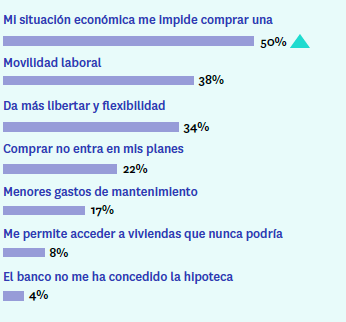 Mi situación económica me impide comprar una
50%
Movilidad laboral
38%
Da más libertar y flexibilidad
34%
Comprar no entra en mis planes
22%
Menores gastos de mantenimiento
17%
Me permite acceder a viviendas que nunca podría
8%
El banco no me ha concedido la hipoteca
4%